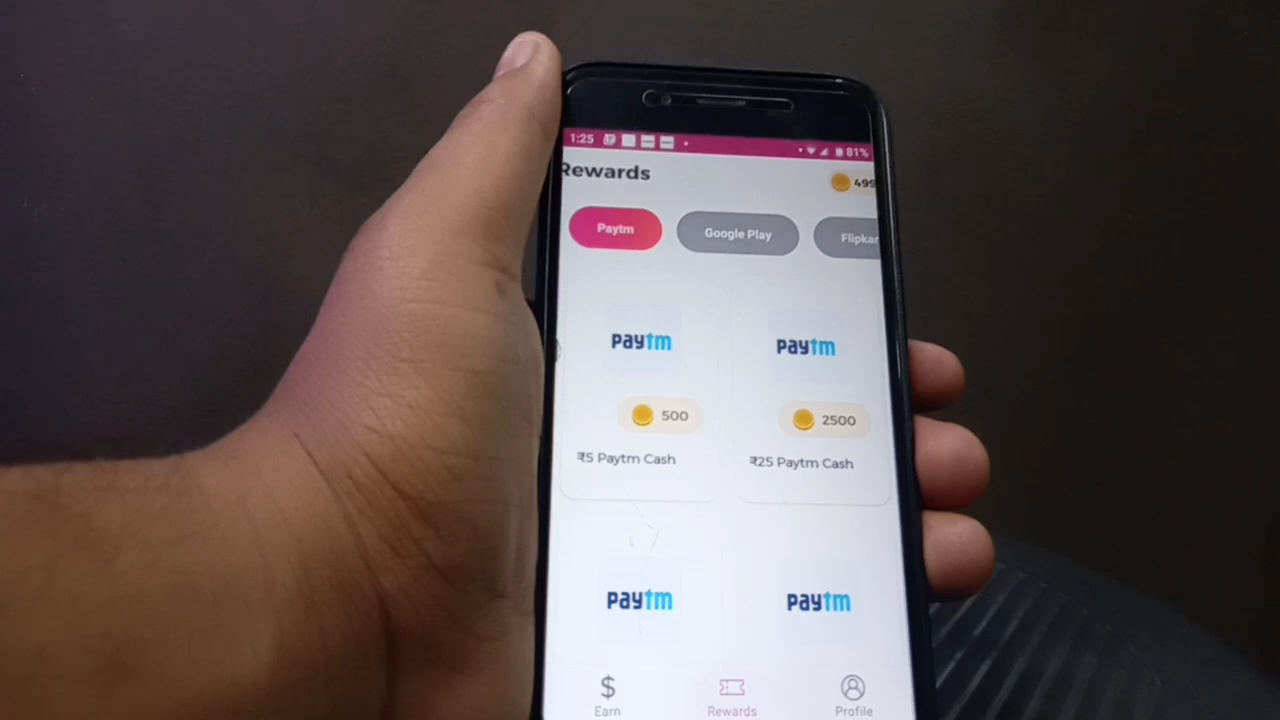 1:25 81%
Rewards
499
Paytm Google Play Flipkar
paytm paytm
500 2500
₹5 Paytm Cash ₹25 Paytm Cash
paytm paytm
$
Earn Rewards Profile